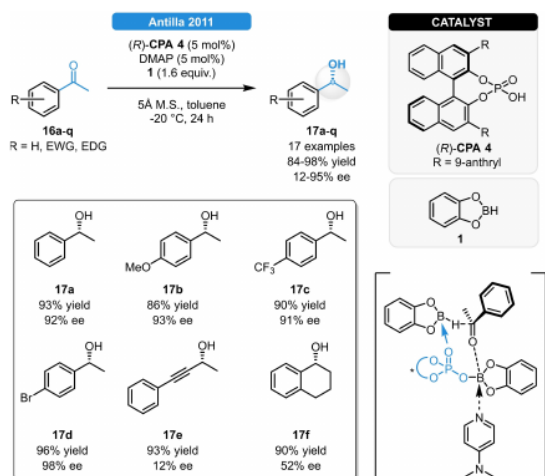 Antilla 2011
(R)-CPA 4 (5 mol%)
DMAP (5 mol%)
1 (1.6 equiv.)
5Å M.S., toluene
-20 °C, 24 h
O
R
16a-q
R = H, EWG, EDG
OH
R
17a-q
17 examples
84-98% yield
12-95% ee
CATALYST
R
O
O
P
O
OH
R
(R)-CPA 4
R = 9-anthryl
O
BH
O
1
OH
17a
93% yield
92% ee
OH
MeO
17b
86% yield
93% ee
OH
CF3
17c
90% yield
91% ee
OH
Br
17d
96% yield
98% ee
OH
17e
93% yield
12% ee
OH
17f
90% yield
52% ee
O
B
O
H
O
O
O
P
O
O
*
B
O
O
N
N